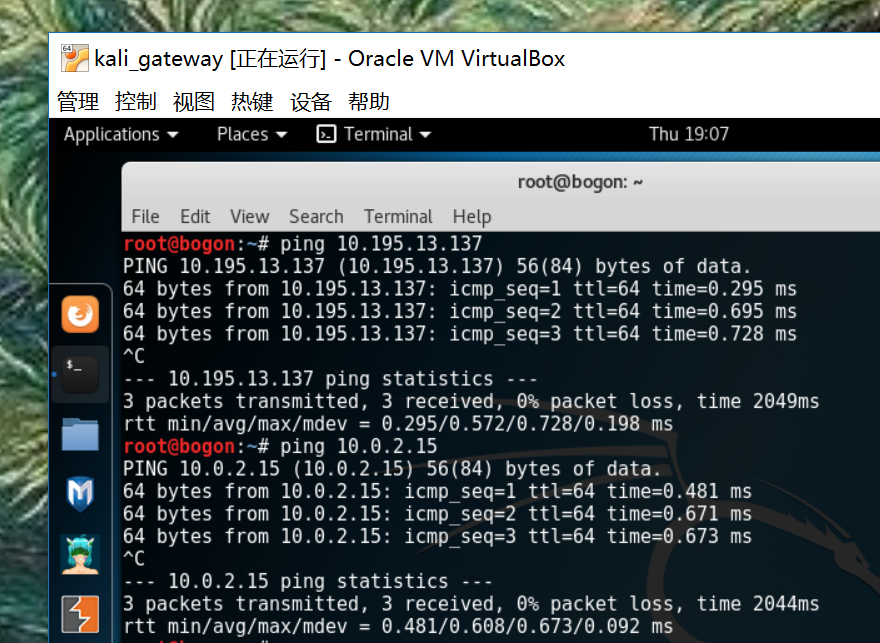 kali_gateway [正在运行] - Oracle VM VirtualBox
管理 控制 视图 热键 设备 帮助
Applications Places Terminal Thu 19:07
root@bogon: ~
File Edit View Search Terminal Help
root@bogon:~# ping 10.195.13.137
PING 10.195.13.137 (10.195.13.137) 56(84) bytes of data.
64 bytes from 10.195.13.137: icmp_seq=1 ttl=64 time=0.295 ms
64 bytes from 10.195.13.137: icmp_seq=2 ttl=64 time=0.695 ms
64 bytes from 10.195.13.137: icmp_seq=3 ttl=64 time=0.728 ms
^C
--- 10.195.13.137 ping statistics ---
3 packets transmitted, 3 received, 0% packet loss, time 2049ms
rtt min/avg/max/mdev = 0.295/0.572/0.728/0.198 ms
root@bogon:~# ping 10.0.2.15
PING 10.0.2.15 (10.0.2.15) 56(84) bytes of data.
64 bytes from 10.0.2.15: icmp_seq=1 ttl=64 time=0.481 ms
64 bytes from 10.0.2.15: icmp_seq=2 ttl=64 time=0.671 ms
64 bytes from 10.0.2.15: icmp_seq=3 ttl=64 time=0.673 ms
^C
--- 10.0.2.15 ping statistics ---
3 packets transmitted, 3 received, 0% packet loss, time 2044ms
rtt min/avg/max/mdev = 0.481/0.608/0.673/0.092 ms